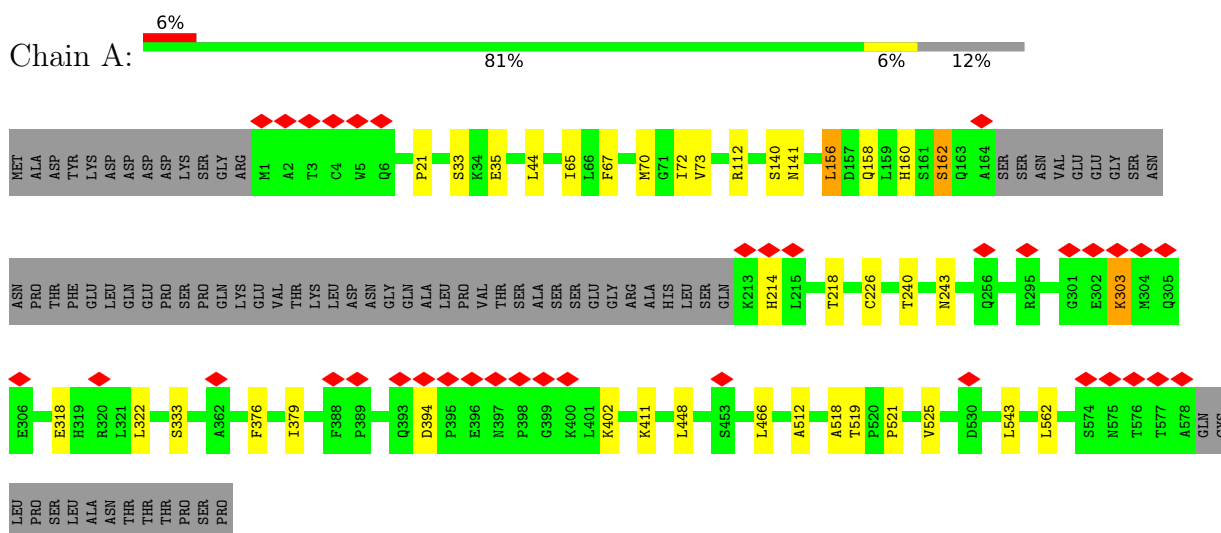 6%
Chain A:
81% 6% 12%
MET ALA ASP TYR LYS ASP ASP ASP ASP LYS SER GLY ARG M1 A2 T3 C4 W5 Q6 P21 S33 K34 E35 L44 I65 L66 F67 M70 G71 I72 V73 R112 S140 N141 L156 D157 Q158 L159 H160 S161 S162 Q163 A164 SER SER ASN VAL GLU GLU GLY SER ASN
ASN PRO THR PHE GLU LEU GLN GLU PRO SER PRO GLN LYS GLU VAL THR LYS LEU ASP ASN GLY GLN ALA LEU PRO VAL THR SER ALA SER SER GLU GLY ARG ALA HIS LEU SER GLN K213 H214 L215 T218 C226 T240 N243 Q256 R295 G301 E302 K303 M304 Q305
E306 E318 H319 R320 L321 L322 S333 A362 F376 I379 F388 P389 Q393 D394 P395 E396 N397 P398 G399 K400 L401 K402 K411 L448 S453 L466 A512 A518 T519 P520 P521 V525 D530 L543 L562 S574 N575 T576 T577 A578 GLN CYS
LEU PRO SER LEU ALA ASN THR THR THR PRO SER PRO